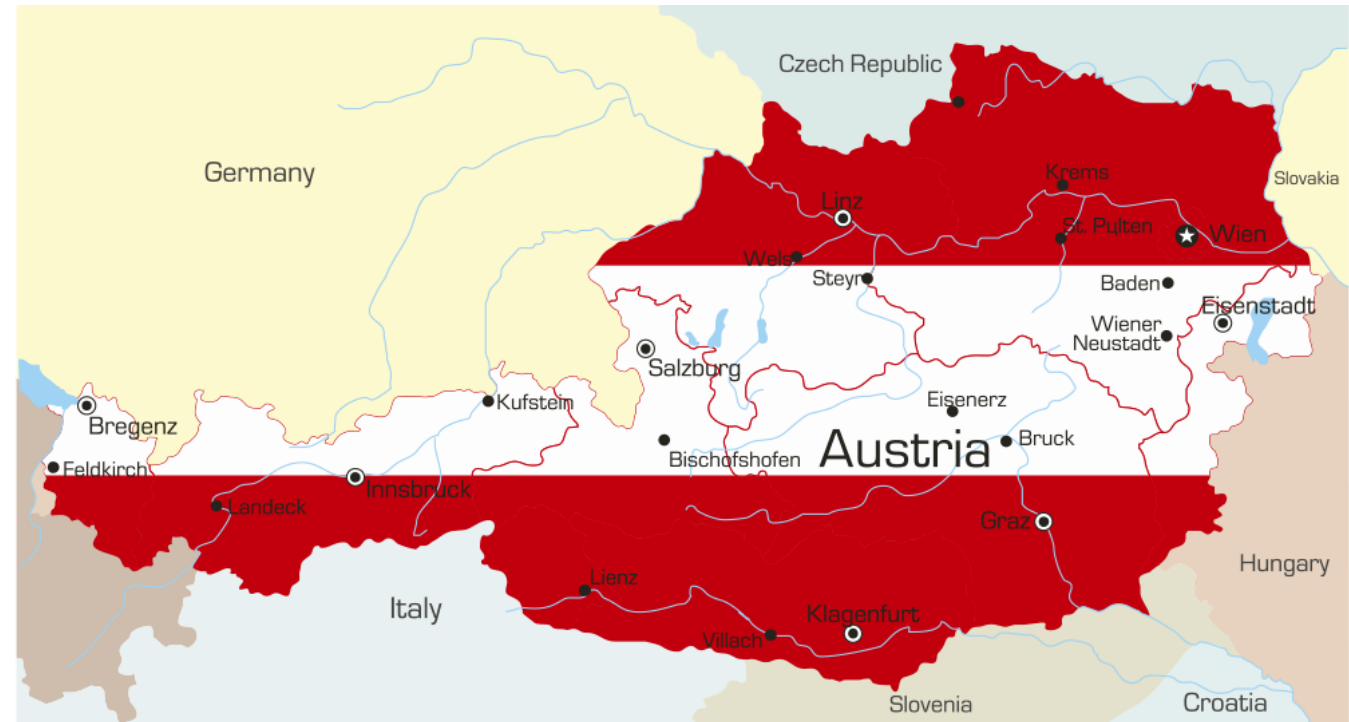 Czech Republic
Germany
Slovakia
Krems
Linz
St. Pųlten
Wien
Wels
Steyr
Baden
Eisenstadt
Wiener
Neustadt
Salzburg
Kufstein
Eisenerz
Bregenz
Austria
Bruck
Bischofshofen
Feldkirch
Innsbruck
Landeck
Graz
Hungary
Lienz
Italy
Klagenfurt
Villach
Slovenia
Croatia